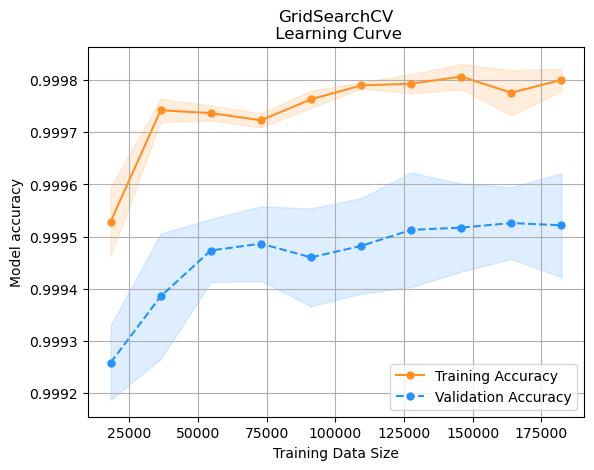 GridSearchCV
Learning Curve
0.9998
0.9997
0.9996
0.9995
0.9994
0.9993
0.9992
Model accuracy
Training Accuracy
Validation Accuracy
25000 50000 75000 100000 125000 150000 175000
Training Data Size